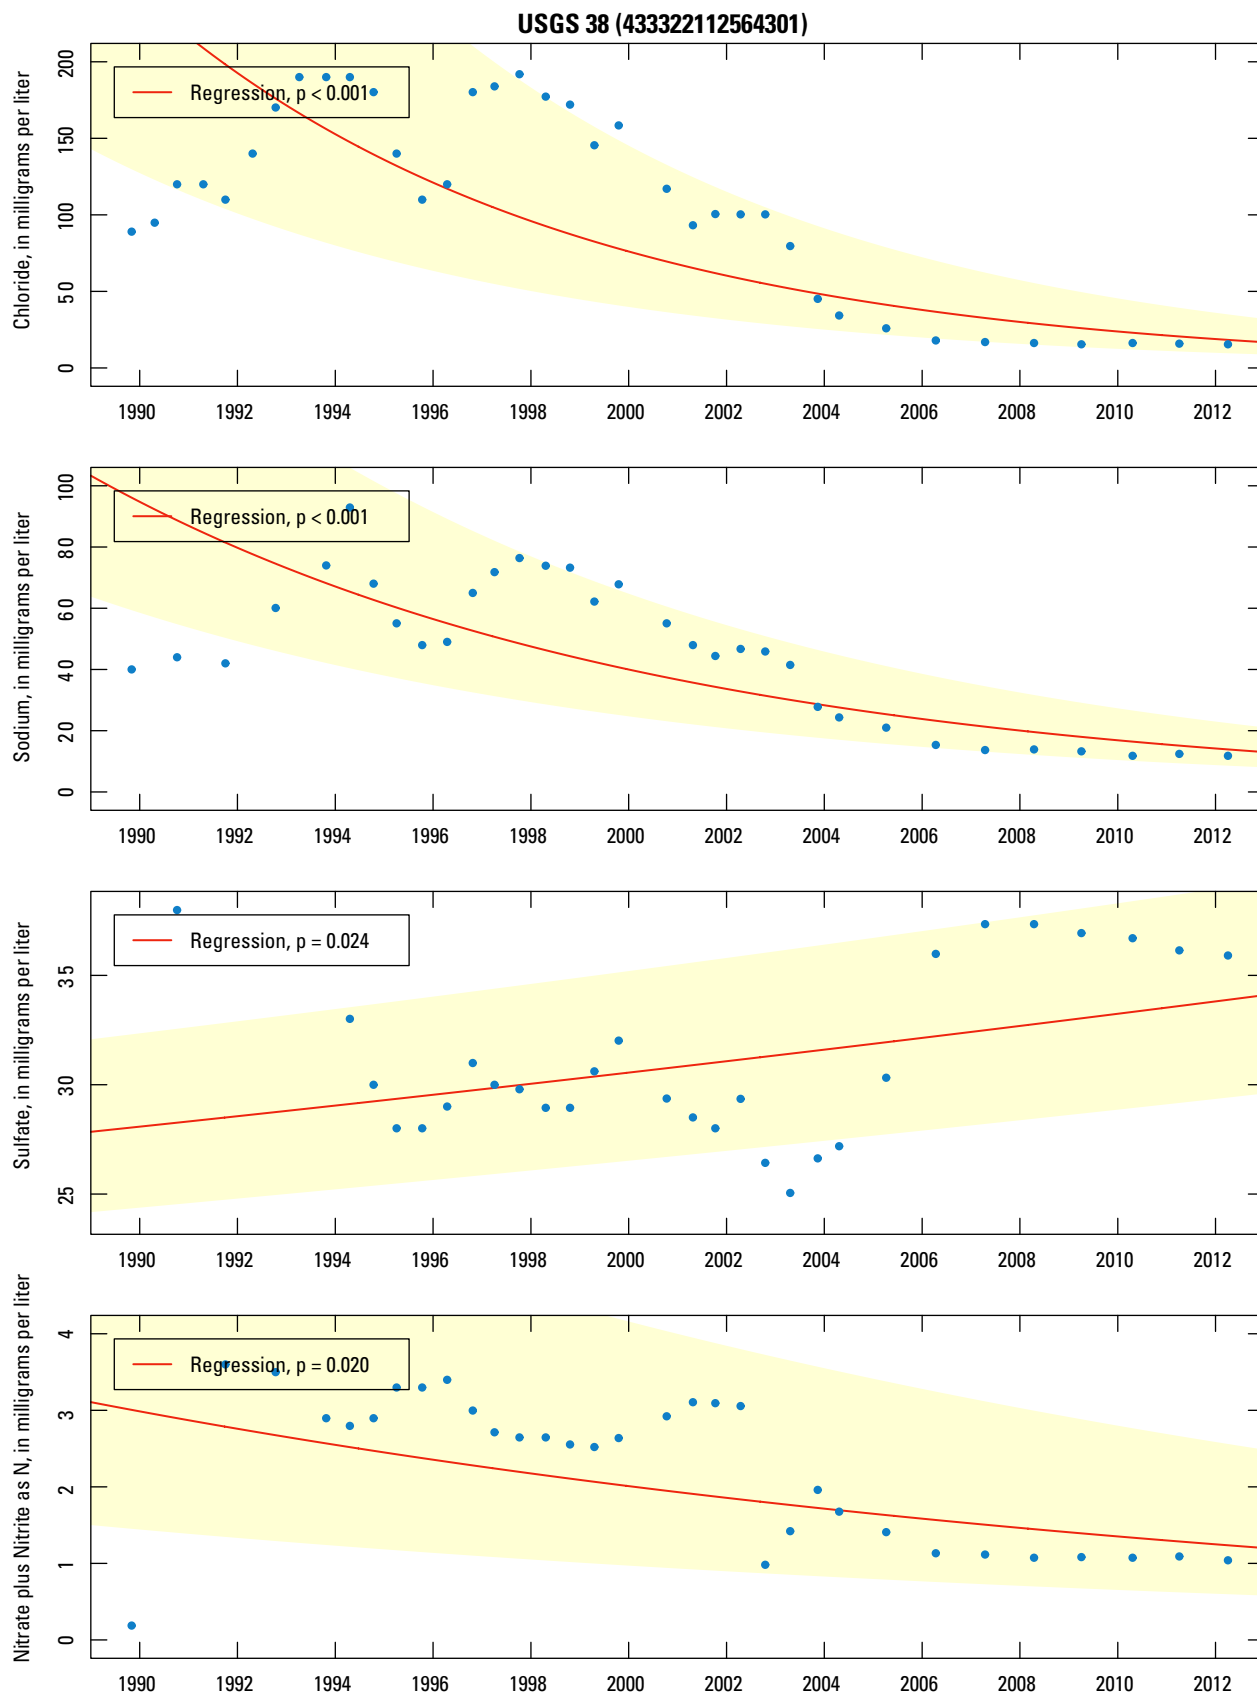 USGS 38 (433322112564301)
Chloride, in milligrams per liter
200
150
100
50
0
Regression, p < 0.001
1990 1992 1994 1996 1998 2000 2002 2004 2006 2008 2010 2012
Sodium, in milligrams per liter
100
80
60
40
20
0
Regression, p < 0.001
1990 1992 1994 1996 1998 2000 2002 2004 2006 2008 2010 2012
Sulfate, in milligrams per liter
35
30
25
Regression, p = 0.024
1990 1992 1994 1996 1998 2000 2002 2004 2006 2008 2010 2012
Nitrate plus Nitrite as N, in milligrams per liter
4
3
2
1
0
Regression, p = 0.020
1990 1992 1994 1996 1998 2000 2002 2004 2006 2008 2010 2012